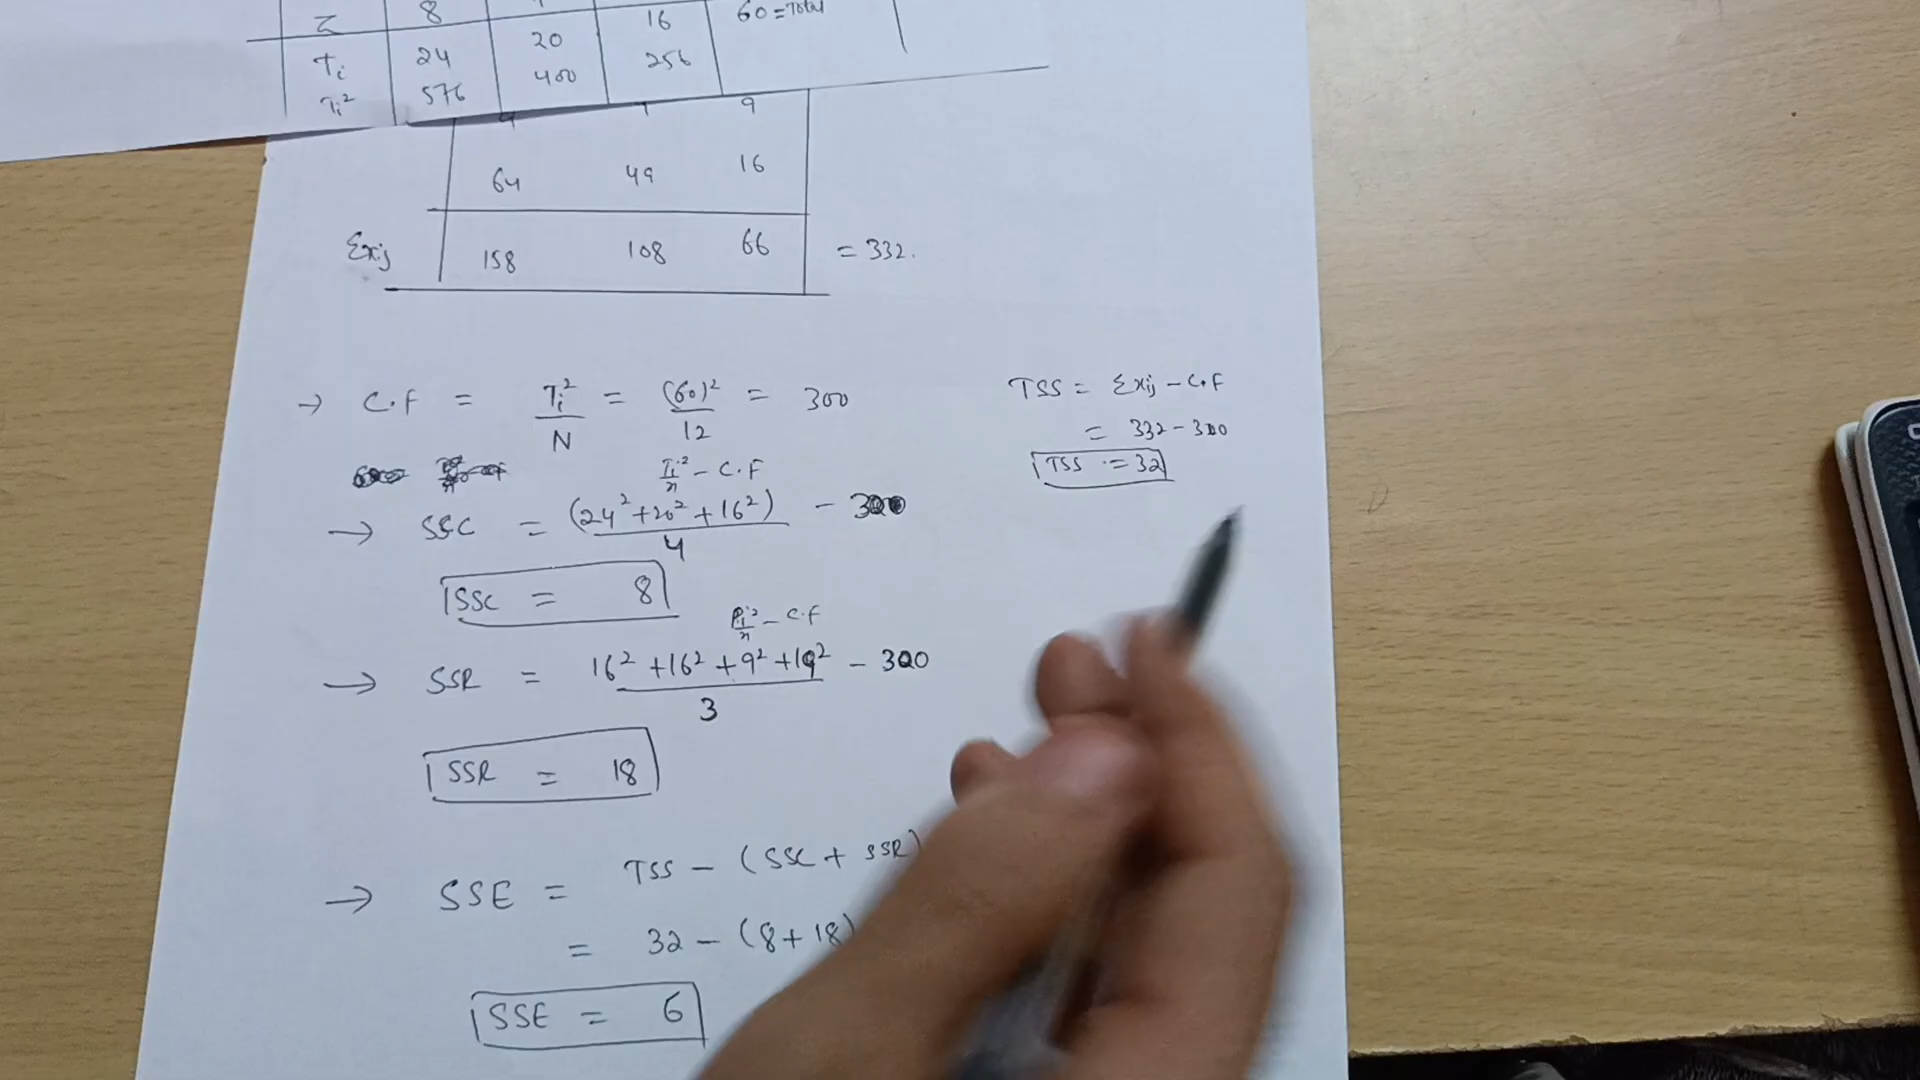 Σ 8 16 60 = Total
Ti 24 20 256
Ti² 576 400
9
64 49 16
Σxij 158 108 66 = 332.
→ C.F = Ti²/N = (60)²/12 = 300
TSS = Σxij - C.F
= 332 - 300
TSS = 32
Ti²/n - C.F
→ SSC = (24² + 20² + 16²)/4 - 300
SSC = 8
Ri²/n - C.F
→ SSR = 16² + 16² + 9² + 19²/3 - 300
SSR = 18
→ SSE = TSS - (SSC + SSR)
= 32 - (8 + 18)
SSE = 6